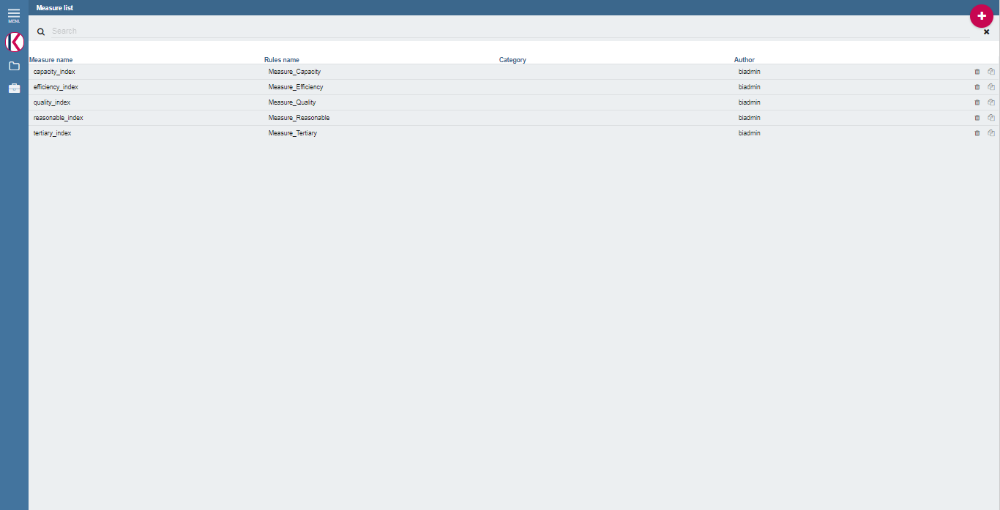 Measure list
MENU
Search
Measure name Rules name Category Author
capacity_index Measure_Capacity biadmin
efficiency_index Measure_Efficiency biadmin
quality_index Measure_Quality biadmin
reasonable_index Measure_Reasonable biadmin
tertiary_index Measure_Tertiary biadmin